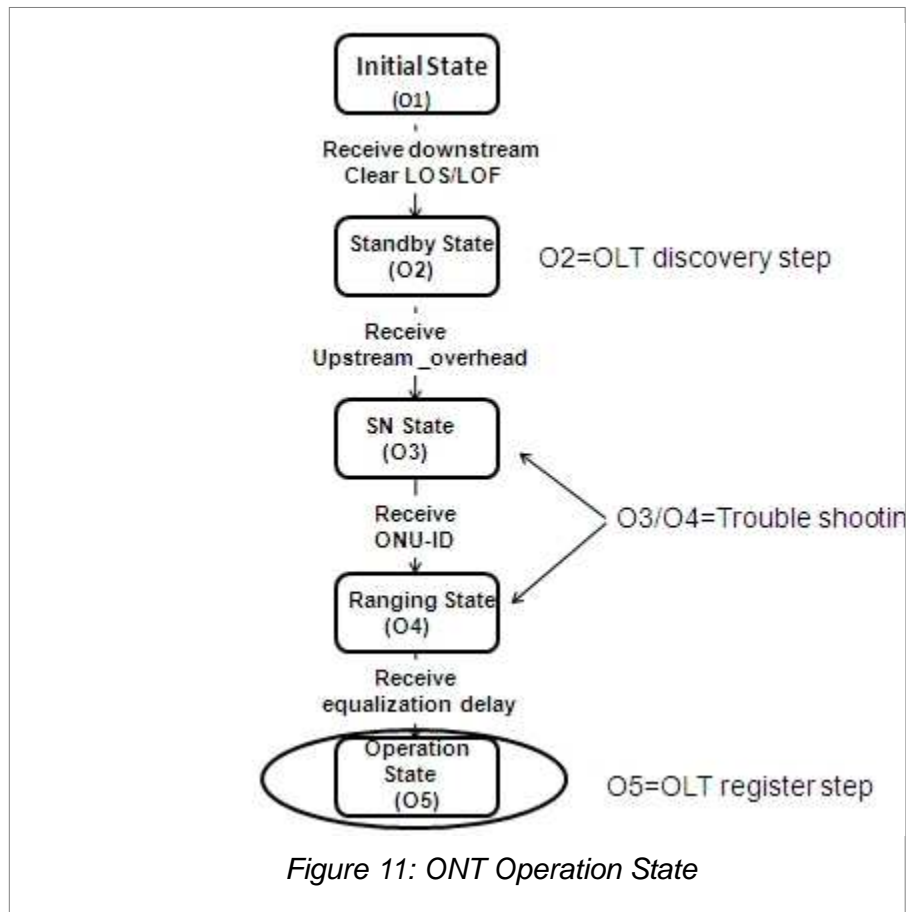 Initial State
(O1)
Receive downstream
Clear LOS/LOF
Standby State
(O2)
O2=OLT discovery step
Receive
Upstream_overhead
SN State
(O3)
O3/O4=Trouble shootin
Receive
ONU-ID
Ranging State
(O4)
Receive
equalization delay
Operation
State
(O5)
O5=OLT register step
Figure 11: ONT Operation State